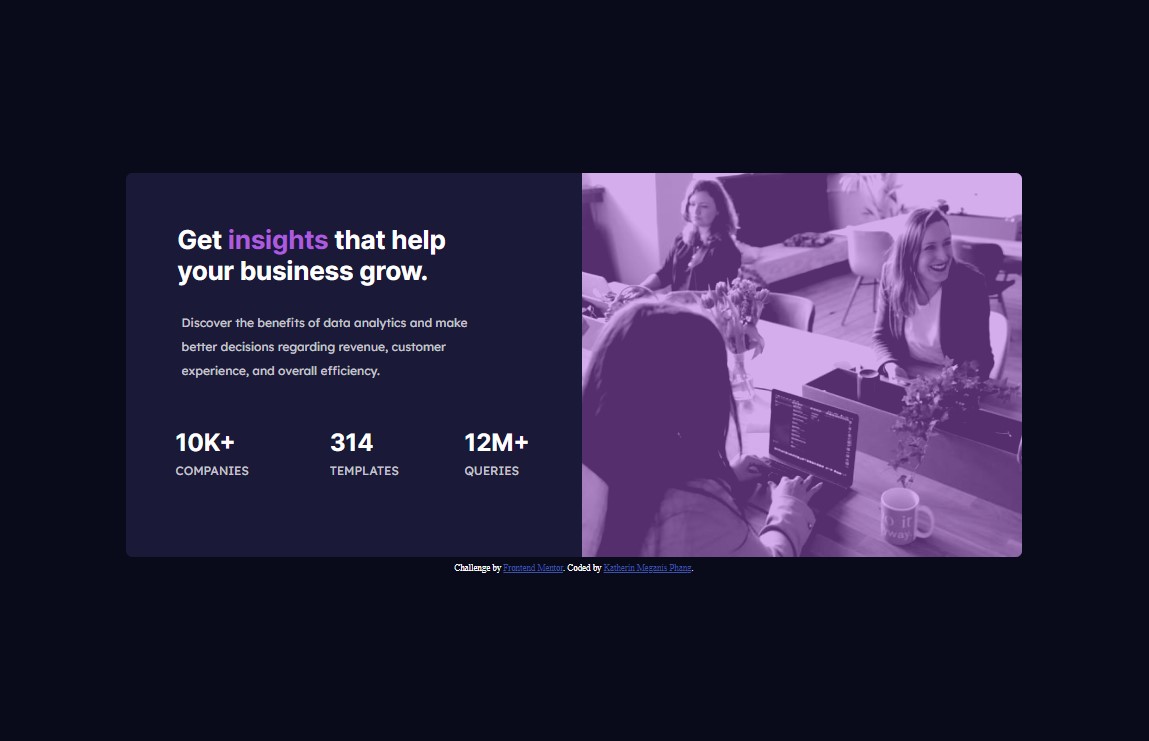 Get insights that help
your business grow.
Discover the benefits of data analytics and make
better decisions regarding revenue, customer
experience, and overall efficiency.
10K+ 314 12M+
COMPANIES TEMPLATES QUERIES
Challenge by Frontend Mentor. Coded by Katherin Meganis Phang.